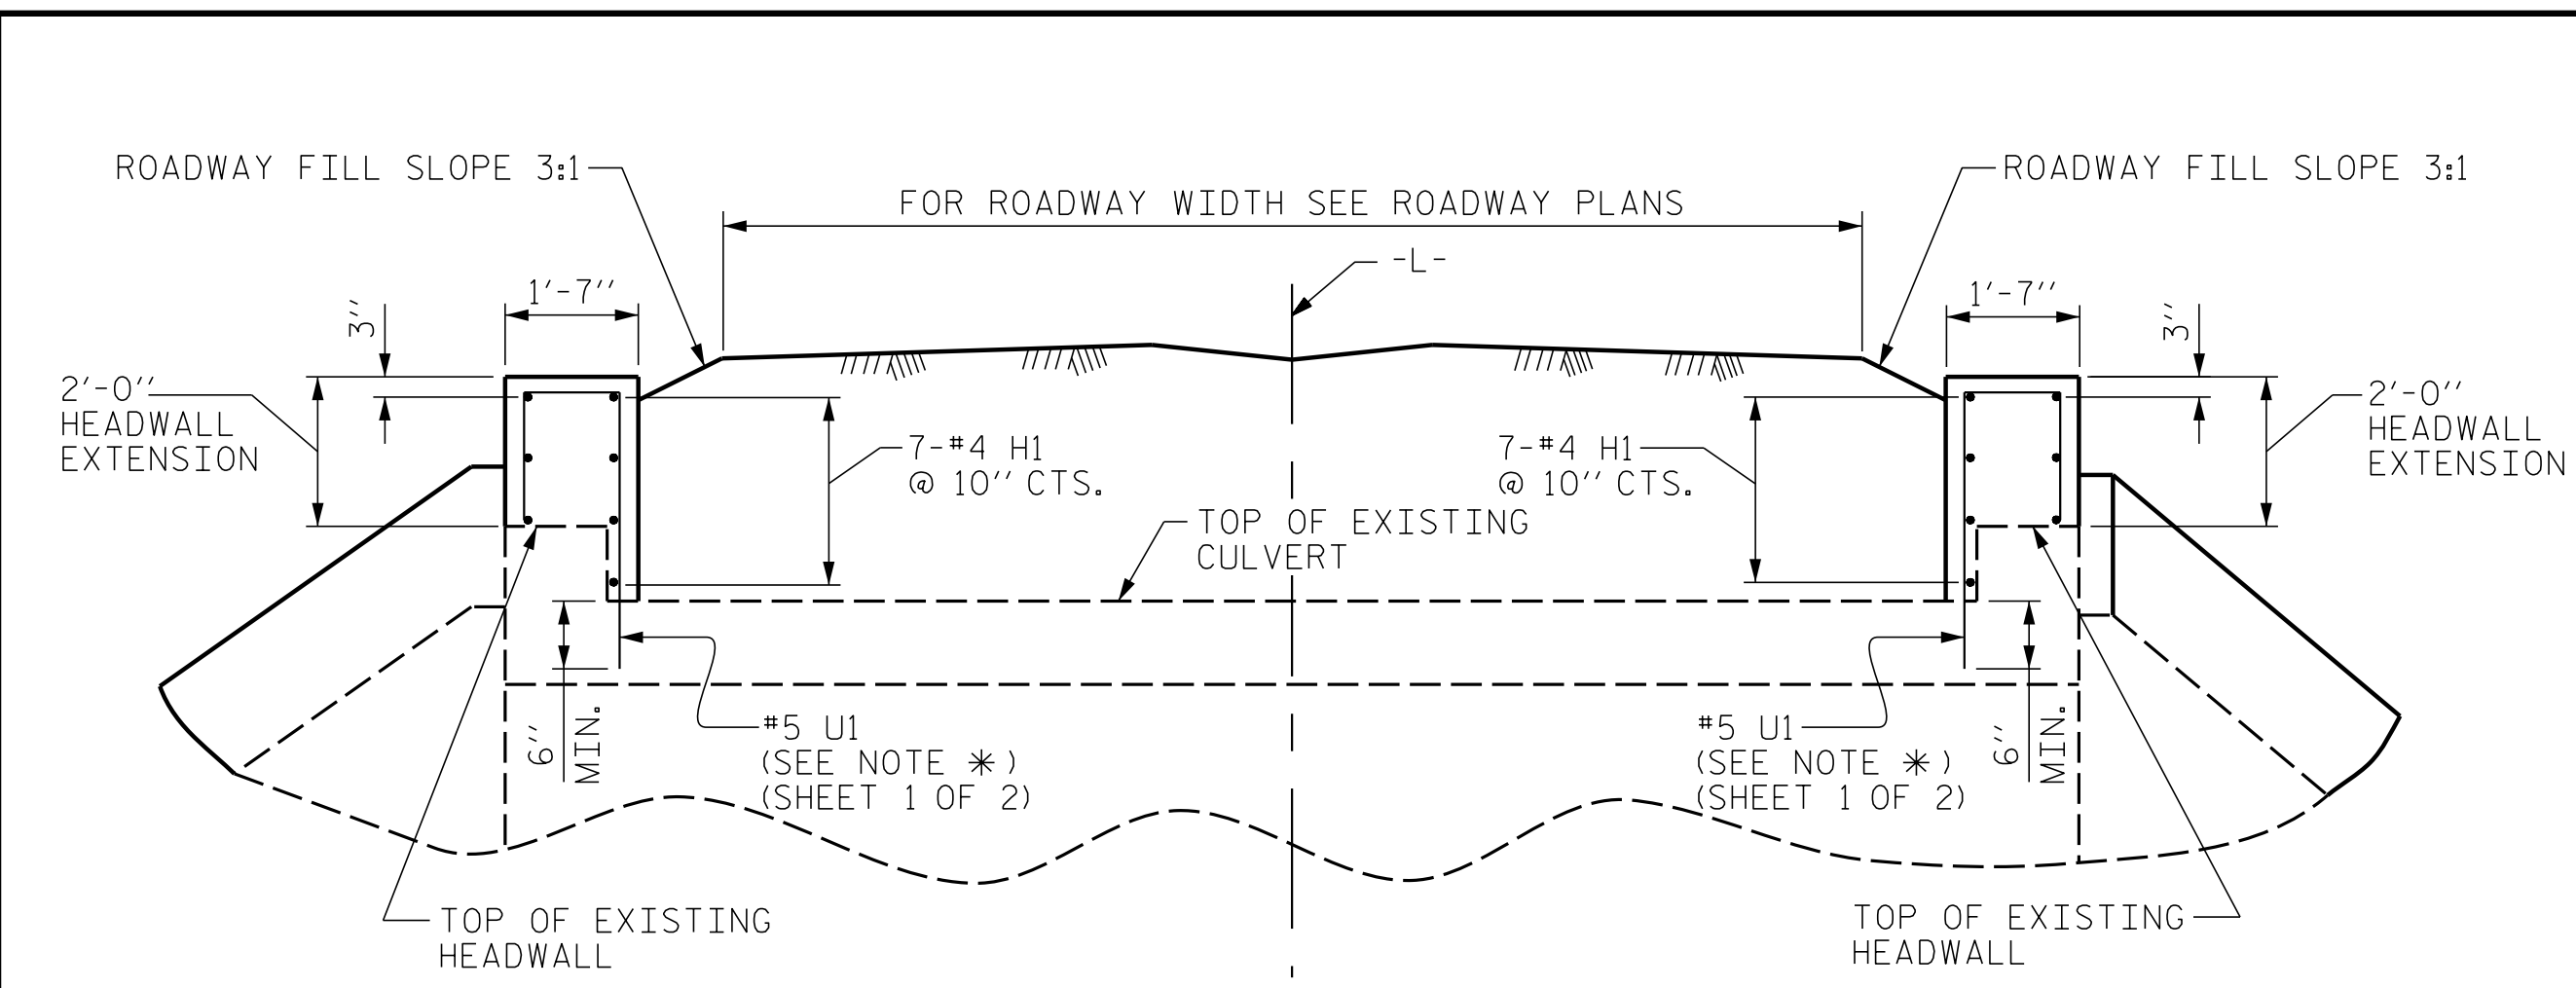 ROADWAY FILL SLOPE 3:1
ROADWAY FILL SLOPE 3:1
FOR ROADWAY WIDTH SEE ROADWAY PLANS
-L-
1'-7"
1'-7"
3"
3"
2'-0"
HEADWALL
EXTENSION
2'-0"
HEADWALL
EXTENSION
7-#4 H1
@ 10" CTS.
7-#4 H1
@ 10" CTS.
TOP OF EXISTING
CULVERT
6"
MIN.
#5 U1
(SEE NOTE *)
(SHEET 1 OF 2)
#5 U1
(SEE NOTE *)
(SHEET 1 OF 2)
6"
MIN.
TOP OF EXISTING
HEADWALL
TOP OF EXISTING
HEADWALL